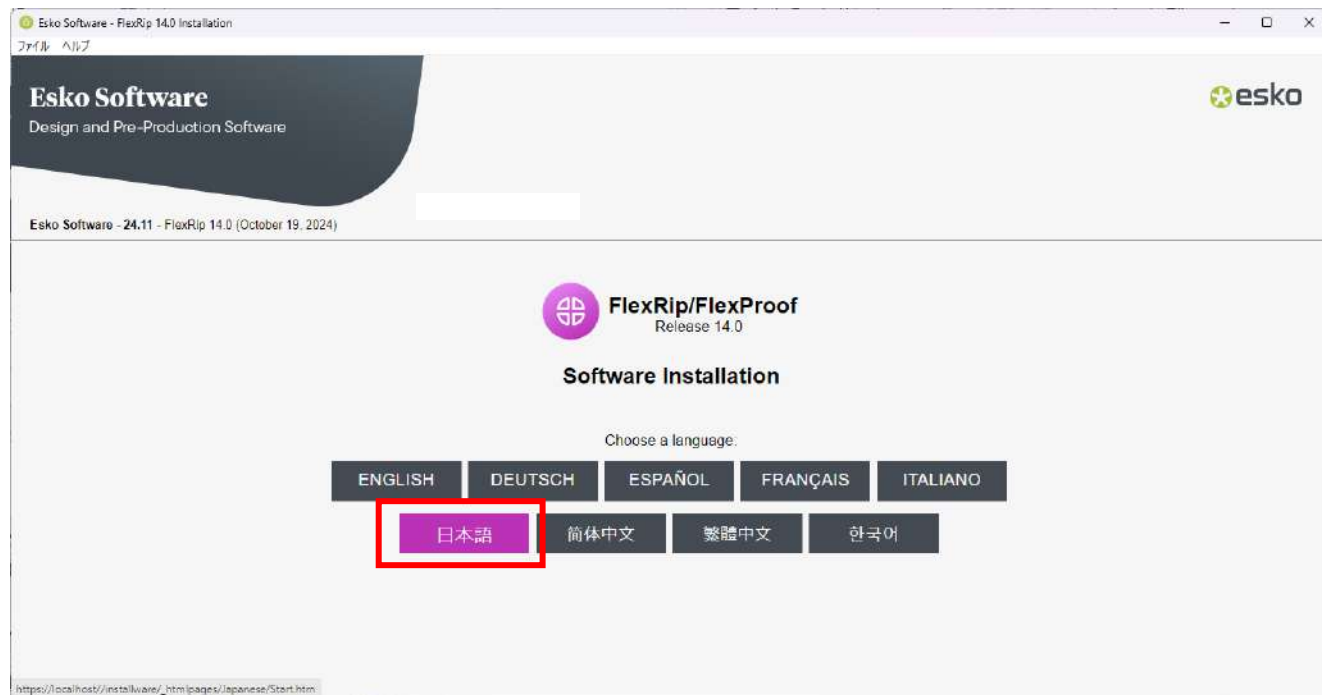 Esko Software - FlexRip 14.0 Installation
ファイル ヘルプ
Esko Software
Design and Pre-Production Software
esko
Esko Software - 24.11 - FlexRip 14.0 (October 19, 2024)
FlexRip/FlexProof
Release 14.0
Software Installation
Choose a language:
ENGLISH DEUTSCH ESPAÑOL FRANÇAIS ITALIANO
日本語 简体中文 繁體中文 한국어
https://localhost//installware/_htmlpages/Japanese/Start.htm